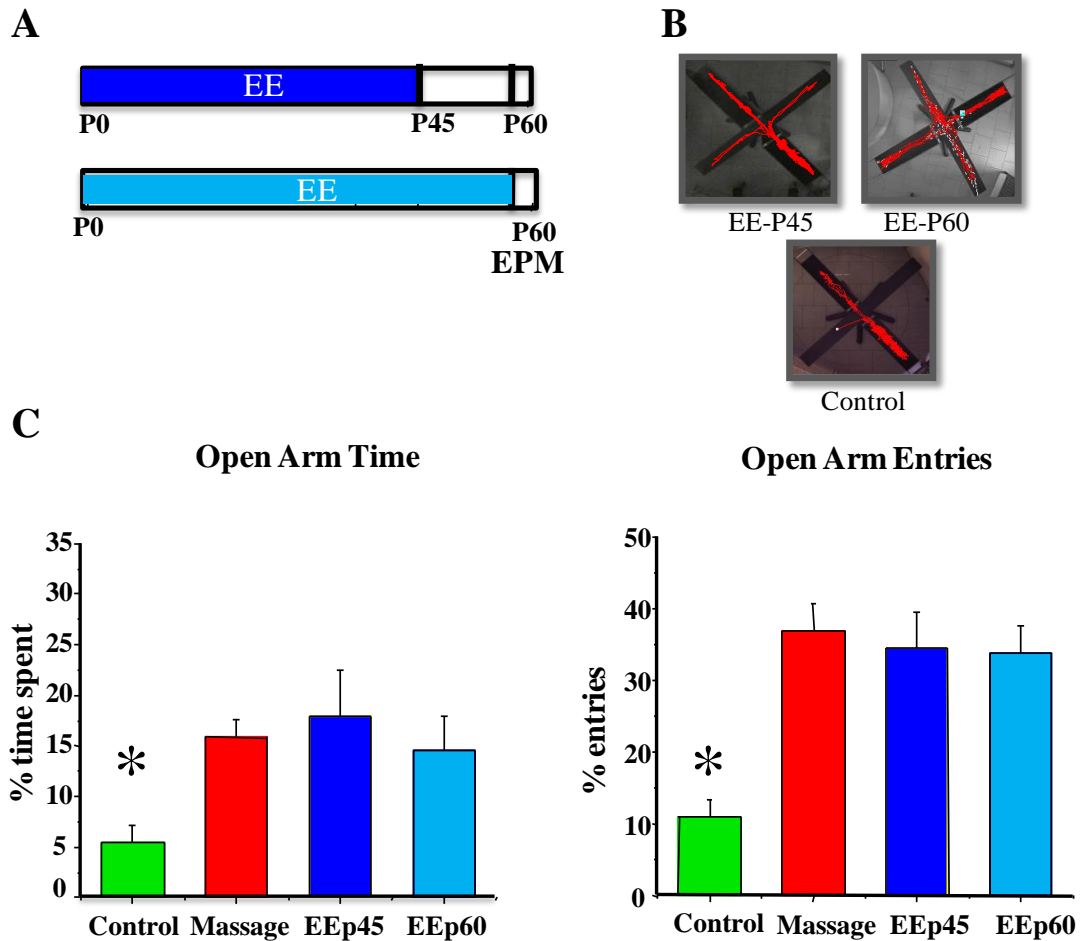 A
EE
P0 P45 P60
EE
P0 P60
EPM
B
EE-P45 EE-P60
Control
C
Open Arm Time
% time spent
35
30
25
20
15
10
5
0
Control Massage EEp45 EEp60
*
Open Arm Entries
% entries
50
40
30
20
10
0
Control Massage EEp45 EEp60
*